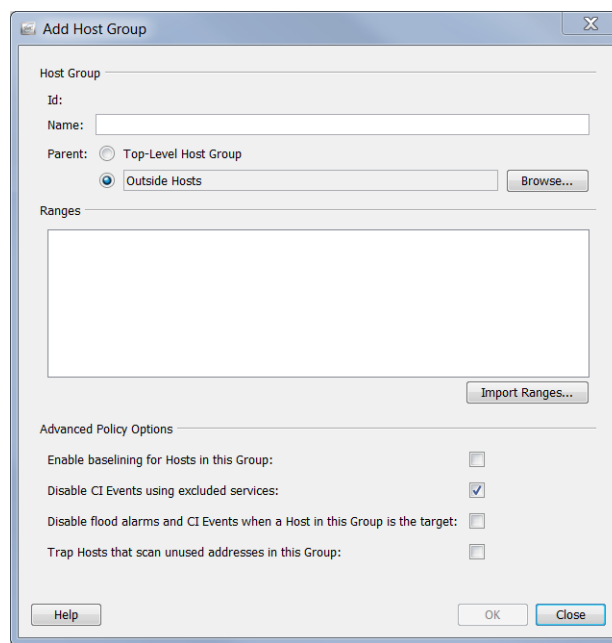 Add Host Group
Host Group
Id:
Name:
Parent: Top-Level Host Group
Outside Hosts Browse...
Ranges
Import Ranges...
Advanced Policy Options
Enable baselining for Hosts in this Group:
Disable CI Events using excluded services:
Disable flood alarms and CI Events when a Host in this Group is the target:
Trap Hosts that scan unused addresses in this Group:
Help OK Close